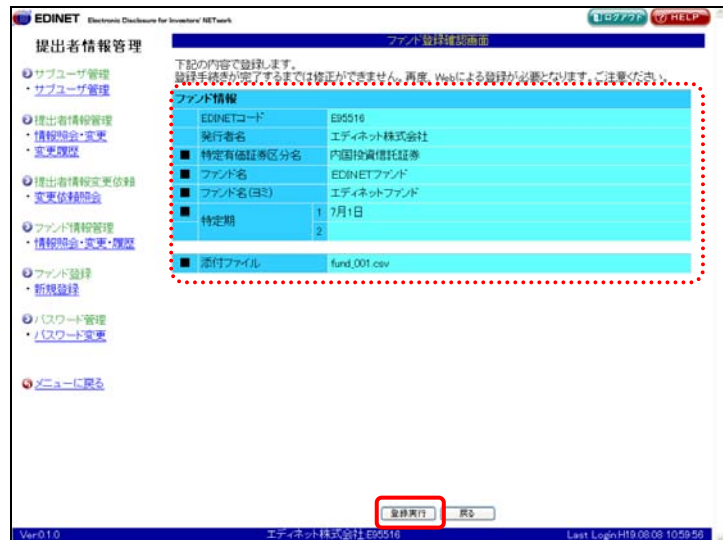 EDINET Electronic Disclosure for Investors' NETwork
ログアウト
HELP
提出者情報管理
ファンド登録確認画面
下記の内容で登録します。
登録手続きが完了するまでは修正ができません。再度、Webによる登録が必要となります。ご注意ください。
サブユーザ管理
・サブユーザ管理
提出者情報管理
・情報照会・変更
・変更履歴
提出者情報変更依頼
・変更依頼照会
ファンド情報管理
・情報照会・変更・履歴
ファンド登録
・新規登録
パスワード管理
・パスワード変更
メニューに戻る
ファンド情報
EDINETコード E95516
発行者名 エディネット株式会社
■ 特定有価証券区分名 内国投資信託証券
■ ファンド名 EDINETファンド
■ ファンド名(ヨミ) エディネットファンド
■ 特定期 1 7月1日
2
■ 添付ファイル fund_001.csv
登録実行 戻る
Ver0.1.0 エディネット株式会社 E95516 Last Login H19.08.08 10:59:56